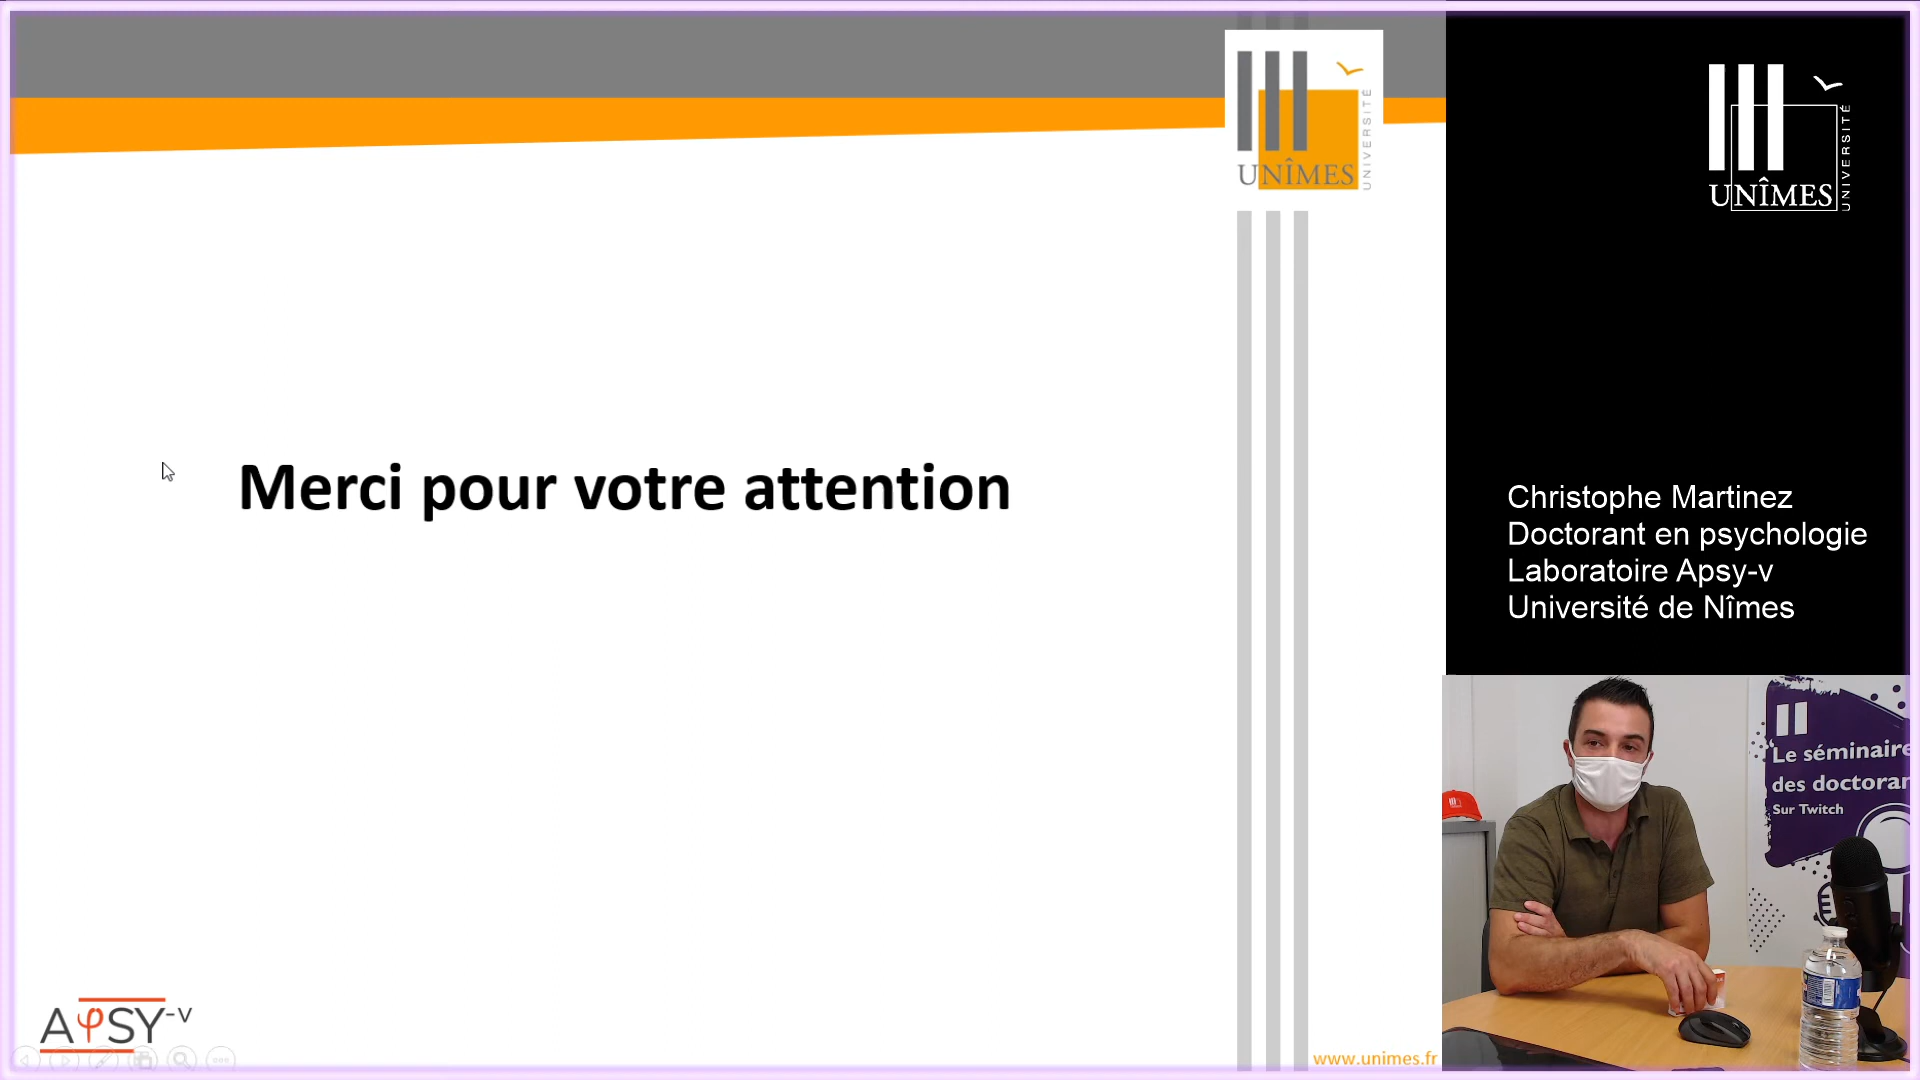 UNÎMES
UNIVERSITÉ
Merci pour votre attention
APSY-V
www.unimes.fr
UNÎMES
UNIVERSITÉ
Christophe Martinez
Doctorant en psychologie
Laboratoire Apsy-v
Université de Nîmes
Le séminaire
des doctoran
Sur Twitch